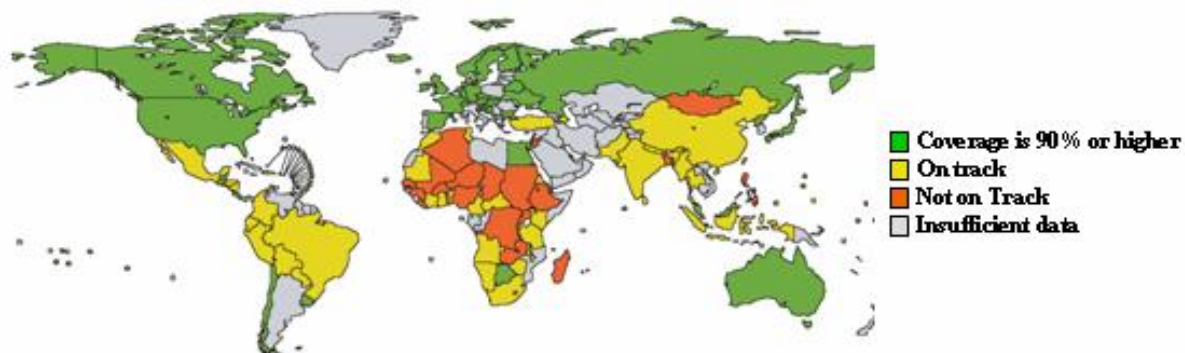 Coverage is 90% or higher
On track
Not on Track
Insufficient data